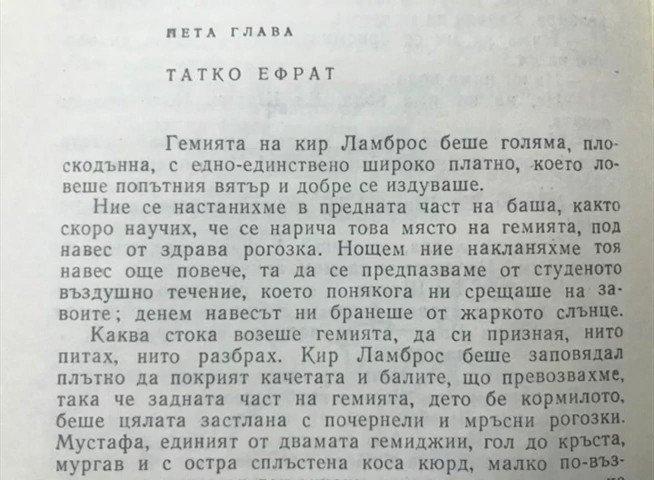 ПЕТА ГЛАВА
ТАТКО ЕФРАТ
Гемията на кир Ламброс беше голяма, пло-
скодънна, с едно-единствено широко платно, което ло-
веше попътния вятър и добре се издуваше.
Ние се настанихме в предната част на баша, както
скоро научих, че се нарича това място на гемията, под
навес от здрава рогозка. Нощем ние накланяхме тоя
навес още повече, та да се предпазваме от студеното
въздушно течение, което понякога ни срещаше на за-
воите; денем навесът ни бранеше от жаркото слънце.
Каква стока возеше гемията, да си призная, нито
питах, нито разбрах. Кир Ламброс беше заповядал
плътно да покрият качетата и балите, що превозвахме,
така че задната част на гемията, дето бе кормилото,
беше цялата застлана с почернели и мръсни рогозки.
Мустафа, единият от двамата гемиджии, гол до кръста,
мургав и с остра сплъстена коса кюрд, малко по-въз-